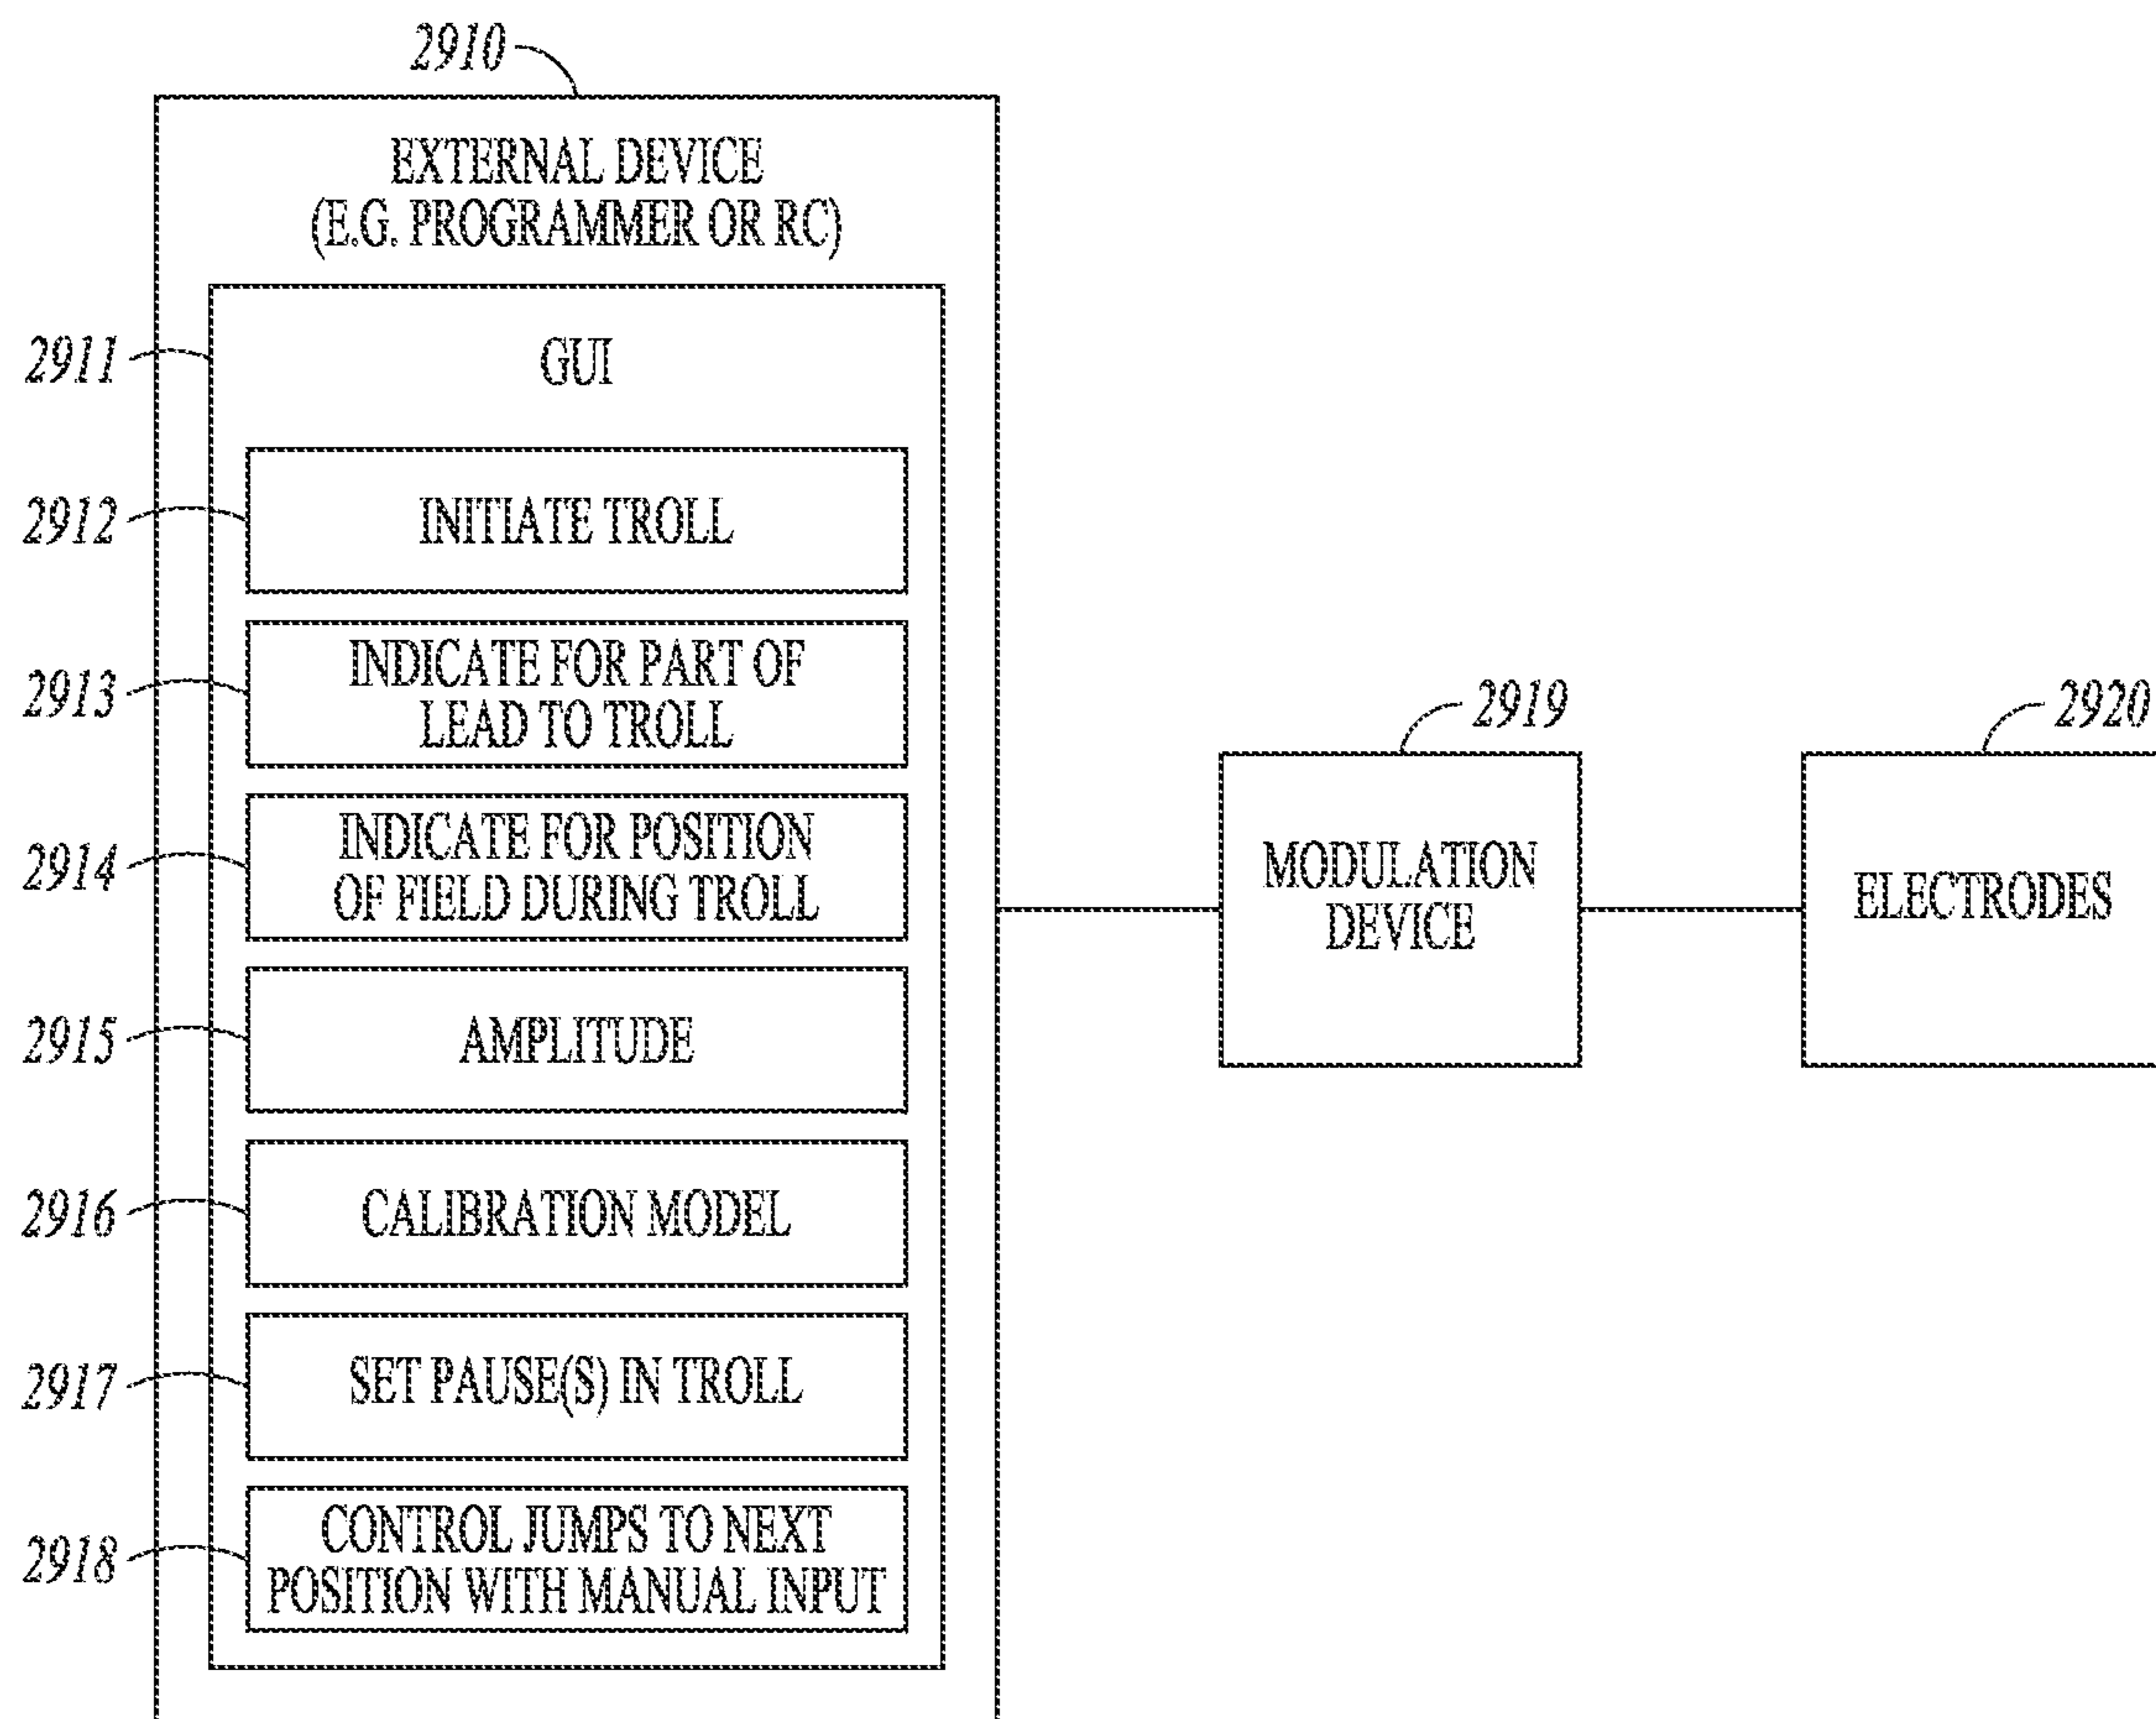 2910
EXTERNAL DEVICE
(E.G. PROGRAMMER OR RC)
2911
GUI
2912
INITIATE TROLL
2913
INDICATE FOR PART OF
LEAD TO TROLL
2914
INDICATE FOR POSITION
OF FIELD DURING TROLL
2915
AMPLITUDE
2916
CALIBRATION MODEL
2917
SET PAUSE(S) IN TROLL
2918
CONTROL JUMPS TO NEXT
POSITION WITH MANUAL INPUT
2919
MODULATION
DEVICE
2920
ELECTRODES